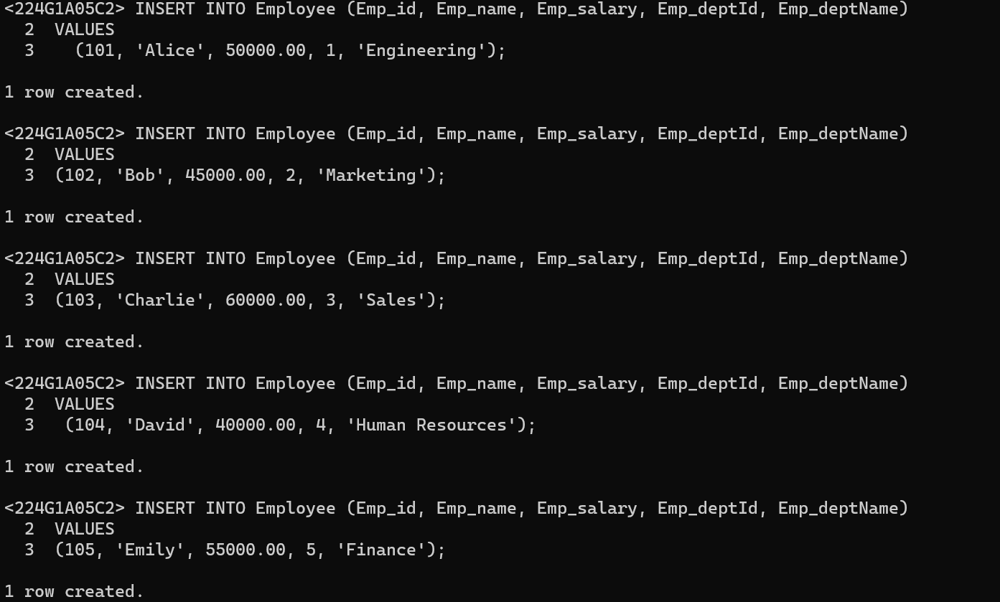 <224G1A05C2> INSERT INTO Employee (Emp_id, Emp_name, Emp_salary, Emp_deptId, Emp_deptName)
  2  VALUES
  3    (101, 'Alice', 50000.00, 1, 'Engineering');

1 row created.

<224G1A05C2> INSERT INTO Employee (Emp_id, Emp_name, Emp_salary, Emp_deptId, Emp_deptName)
  2  VALUES
  3  (102, 'Bob', 45000.00, 2, 'Marketing');

1 row created.

<224G1A05C2> INSERT INTO Employee (Emp_id, Emp_name, Emp_salary, Emp_deptId, Emp_deptName)
  2  VALUES
  3  (103, 'Charlie', 60000.00, 3, 'Sales');

1 row created.

<224G1A05C2> INSERT INTO Employee (Emp_id, Emp_name, Emp_salary, Emp_deptId, Emp_deptName)
  2  VALUES
  3   (104, 'David', 40000.00, 4, 'Human Resources');

1 row created.

<224G1A05C2> INSERT INTO Employee (Emp_id, Emp_name, Emp_salary, Emp_deptId, Emp_deptName)
  2  VALUES
  3  (105, 'Emily', 55000.00, 5, 'Finance');

1 row created.